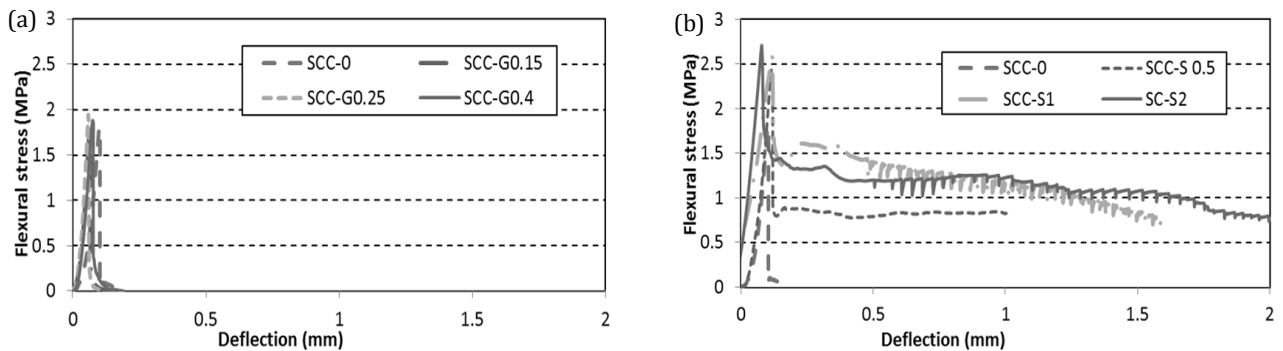 (a)
Flexural stress (MPa)
3
2.5
2
1.5
1
0.5
0
SCC-0 SCC-G0.15
SCC-G0.25 SCC-G0.4
0 0.5 1 1.5 2
Deflection (mm)
(b)
Flexural stress (MPa)
3
2.5
2
1.5
1
0.5
0
SCC-0 SCC-S 0.5
SCC-S1 SC-S2
0 0.5 1 1.5 2
Deflection (mm)